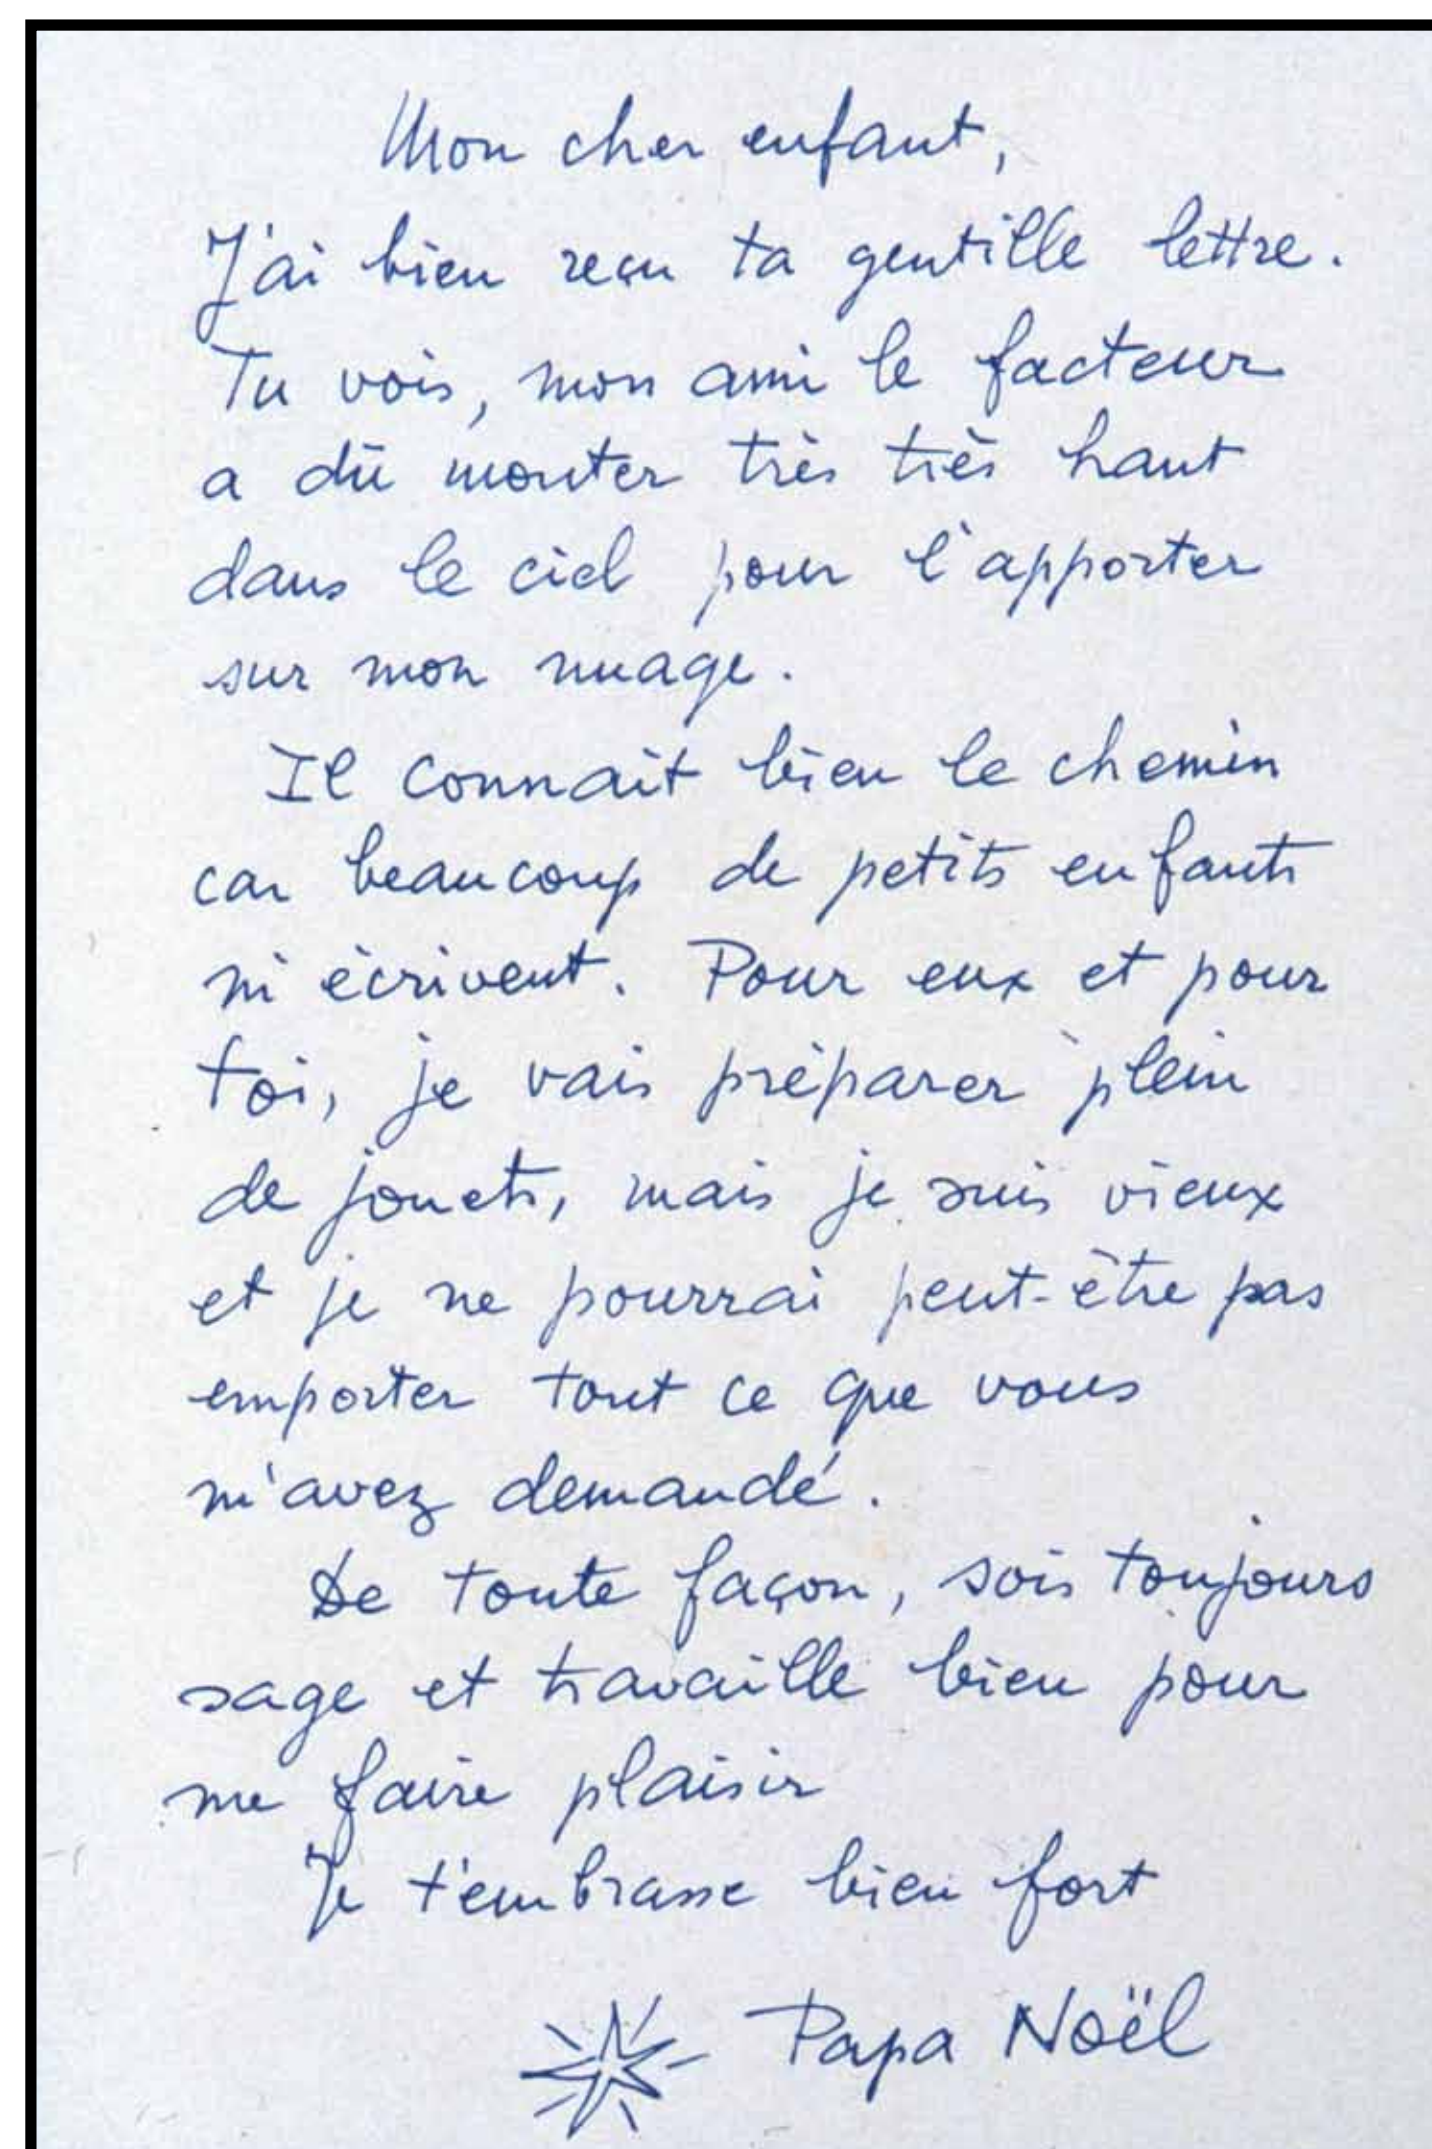 Mon cher enfant,
J'ai bien reçu ta gentille lettre.
Tu vois, mon ami le facteur
a dû monter très très haut
dans le ciel pour l'apporter
sur mon nuage.
Il connaît bien le chemin
car beaucoup de petits enfants
m'écrivent. Pour eux et pour
toi, je vais préparer plein
de jouets, mais je suis vieux
et je ne pourrai peut-être pas
emporter tout ce que vous
m'avez demandé.
De toute façon, sois toujours
sage et travaille bien pour
me faire plaisir
Je t'embrasse bien fort
Papa Noël